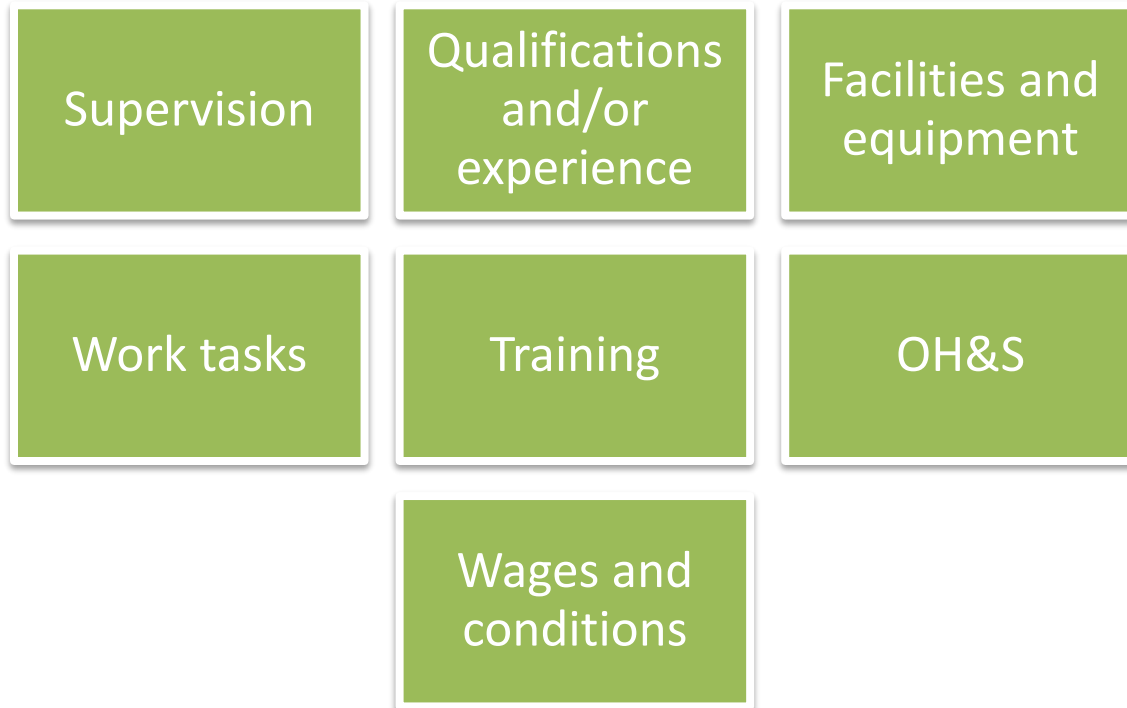 Supervision
Qualifications
and/or
experience
Facilities and
equipment
Work tasks
Training
OH&S
Wages and
conditions